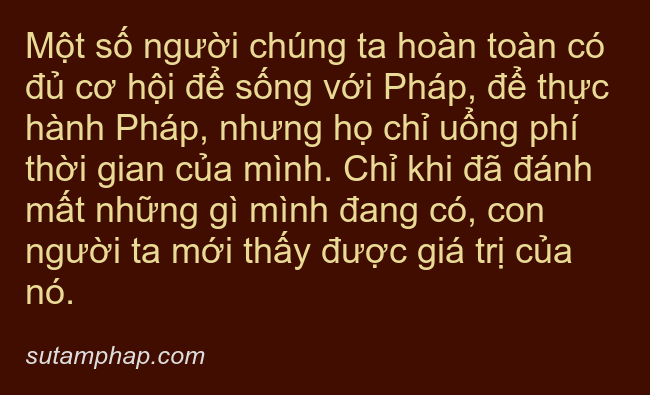 Một số người chúng ta hoàn toàn có
đủ cơ hội để sống với Pháp, để thực
hành Pháp, nhưng họ chỉ uổng phí
thời gian của mình. Chỉ khi đã đánh
mất những gì mình đang có, con
người ta mới thấy được giá trị của
nó.
sutamphap.com